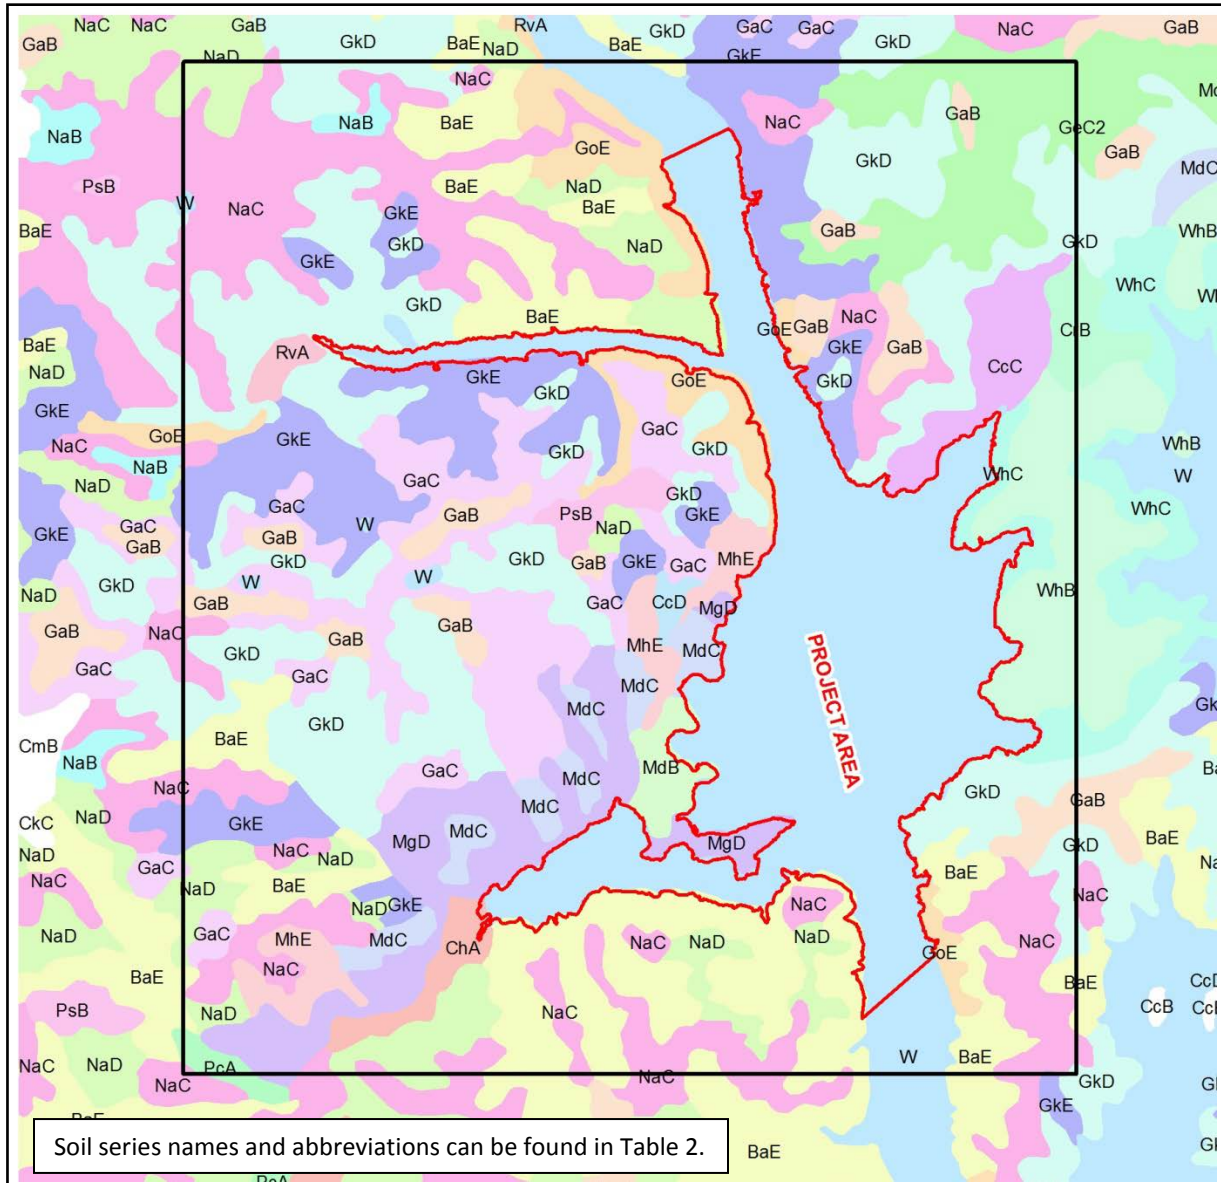 NaC NaC GaB RvA GkD GaC GaC NaC GaB
GaB GkD BaE NaD BaE GkD
NaD GkE
NaC
NaB NaB BaE NaC GaB GeC2
GoE GaB
PsB BaE NaD GkD MdC
W NaC GkE BaE
BaE GkD NaD GaB GkD WhB
GkE WhC
GkD
BaE NaC
BaE RvA GoE GaB GkE GaB
NaD GkE GoE GkD CcC
GkE GkD
NaC GoE GkE GaC GkD WhB
NaB GkD WhC W
NaD GaC GkD
GaC GaC GaB PsB GkE WhC
GkE GaB GaB W NaD
GkD GkD GaB GkE GaC MhE
NaD GkD W W WhB
GaB GaB GaC CcD MgD
GaB NaC GaB GaB MhE MdC
GaC GkD GaC MdC
PROJECT AREA
GkD MdC
CmB BaE
NaB GaC MdC MdB
NaC MdC GkD GaB
CkC NaD GkE MgD MdC MgD
NaD NaC NaD GkD BaE
NaC GaC NaD BaE BaE NaC
NaD GkE NaC
NaD GaC MhE MdC ChA NaC NaD NaD NaC
BaE NaC GoE
BaE
PsB NaD NaC CcB
NaC NaD PcA W BaE
NaC NaC GkD
GkE
Soil series names and abbreviations can be found in Table 2.
BaE